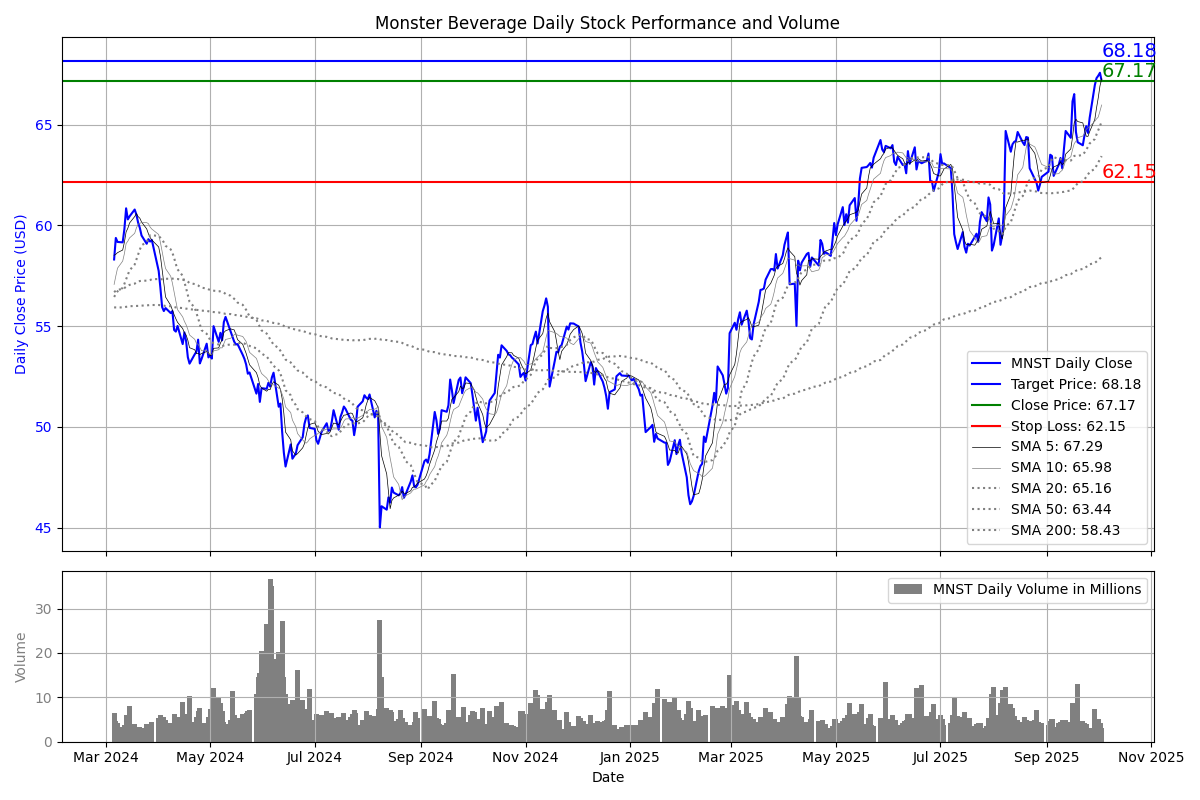 Monster Beverage Daily Stock Performance and Volume
68.18
67.17
62.15
Daily Close Price (USD)
65
60
55
50
45
MNST Daily Close
Target Price: 68.18
Close Price: 67.17
Stop Loss: 62.15
SMA 5: 67.29
SMA 10: 65.98
SMA 20: 65.16
SMA 50: 63.44
SMA 200: 58.43
MNST Daily Volume in Millions
Volume
30
20
10
0
Mar 2024 May 2024 Jul 2024 Sep 2024 Nov 2024 Jan 2025 Mar 2025 May 2025 Jul 2025 Sep 2025 Nov 2025
Date